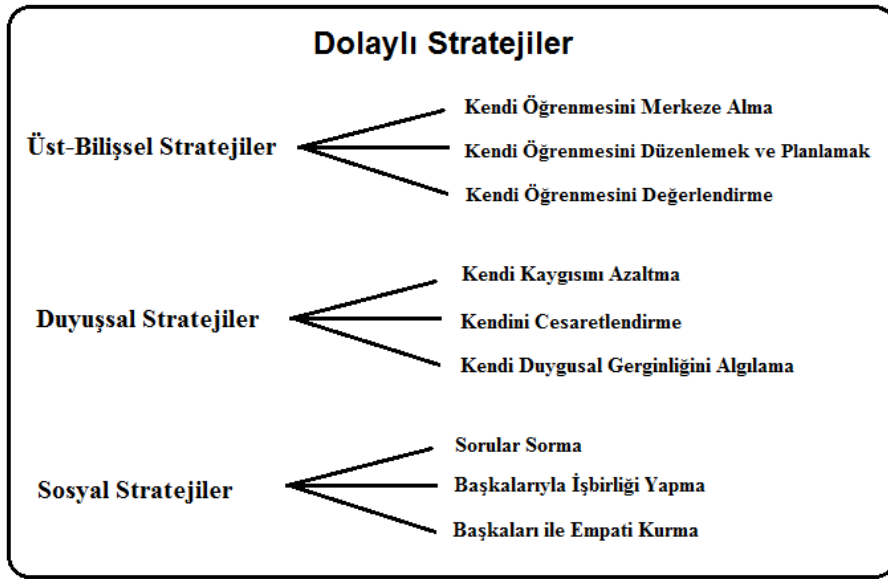 Dolaylı Stratejiler
Üst-Bilişsel Stratejiler
Kendi Öğrenmesini Merkeze Alma
Kendi Öğrenmesini Düzenlemek ve Planlamak
Kendi Öğrenmesini Değerlendirme
Duyuşsal Stratejiler
Kendi Kaygısını Azaltma
Kendini Cesaretlendirme
Kendi Duygusal Gerginliğini Algılama
Sosyal Stratejiler
Sorular Sorma
Başkalarıyla İşbirliği Yapma
Başkaları ile Empati Kurma